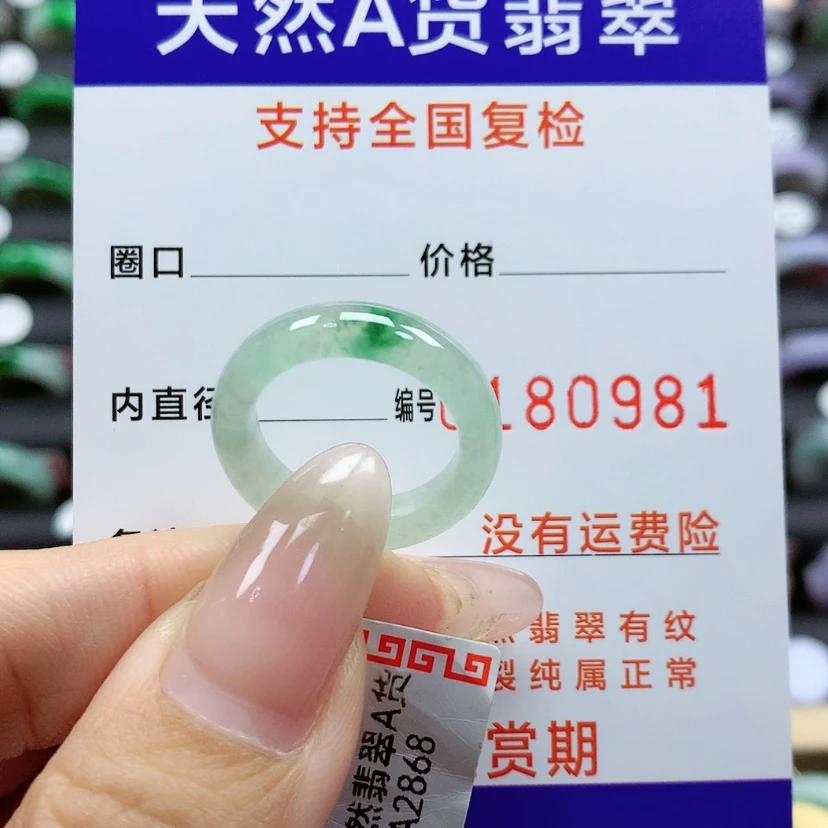 天然A货翡翠
支持全国复检
圈口 价格
内直径 编号 180981
没有运费险
翡翠有纹
裂纯属正常
赏期
然翡翠A货
A2868